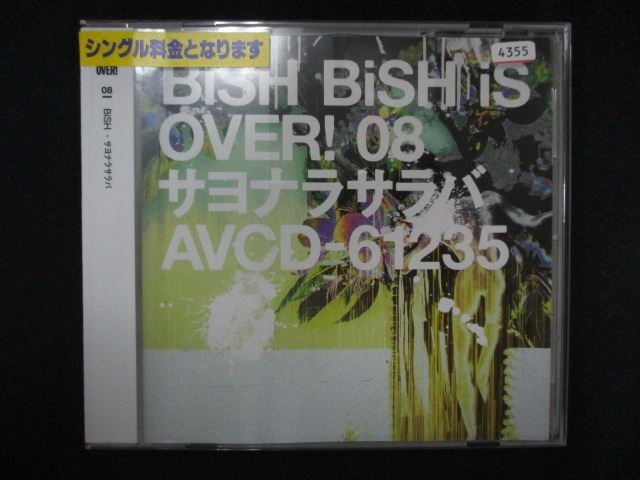 シングル料金となります
4355
OVER!
08
BiSH - サヨナラサラバ
BiSH BiSH iS
OVER! 08
サヨナラサラバ
AVCD-61235